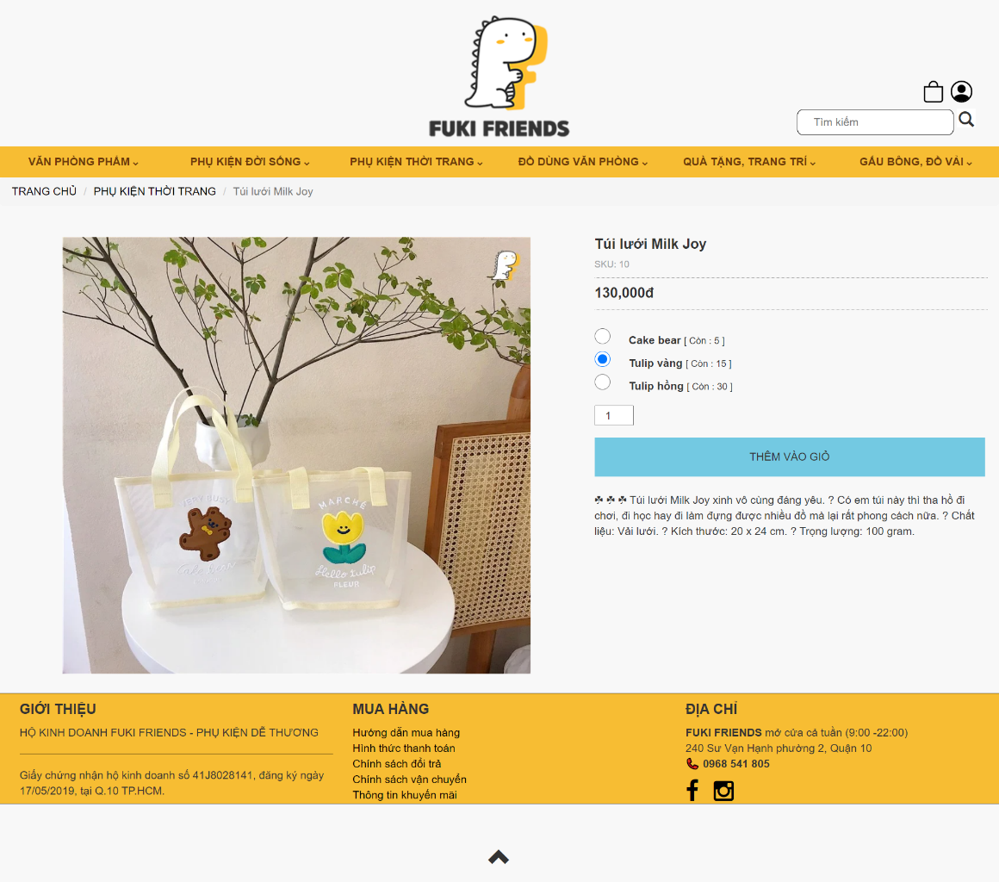 FUKI FRIENDS
Tìm kiếm
VĂN PHÒNG PHẨM
PHỤ KIỆN ĐỜI SỐNG
PHỤ KIỆN THỜI TRANG
ĐỒ DÙNG VĂN PHÒNG
QUÀ TẶNG, TRANG TRÍ
GẤU BÔNG, ĐỒ VẢI
TRANG CHỦ / PHỤ KIỆN THỜI TRANG / Túi lưới Milk Joy
Túi lưới Milk Joy
SKU: 10
130,000đ
Cake bear [ Còn : 5 ]
Tulip vàng [ Còn : 15 ]
Tulip hồng [ Còn : 30 ]
1
THÊM VÀO GIỎ
☘ ☘ ☘ Túi lưới Milk Joy xinh vô cùng đáng yêu. ? Có em túi này thì tha hồ đi
chơi, đi học hay đi làm đựng được nhiều đồ mà lại rất phong cách nữa. ? Chất
liệu: Vải lưới. ? Kích thước: 20 x 24 cm. ? Trọng lượng: 100 gram.
VERY BUSY
Cake bear
MARCHÉ
Hello tulip
FLEUR
GIỚI THIỆU
HỘ KINH DOANH FUKI FRIENDS - PHỤ KIỆN DỄ THƯƠNG
Giấy chứng nhận hộ kinh doanh số 41J8028141, đăng ký ngày
17/05/2019, tại Q.10 TP.HCM.
MUA HÀNG
Hướng dẫn mua hàng
Hình thức thanh toán
Chính sách đổi trả
Chính sách vận chuyển
Thông tin khuyến mãi
ĐỊA CHỈ
FUKI FRIENDS mở cửa cả tuần (9:00 -22:00)
240 Sư Vạn Hạnh phường 2, Quận 10
0968 541 805